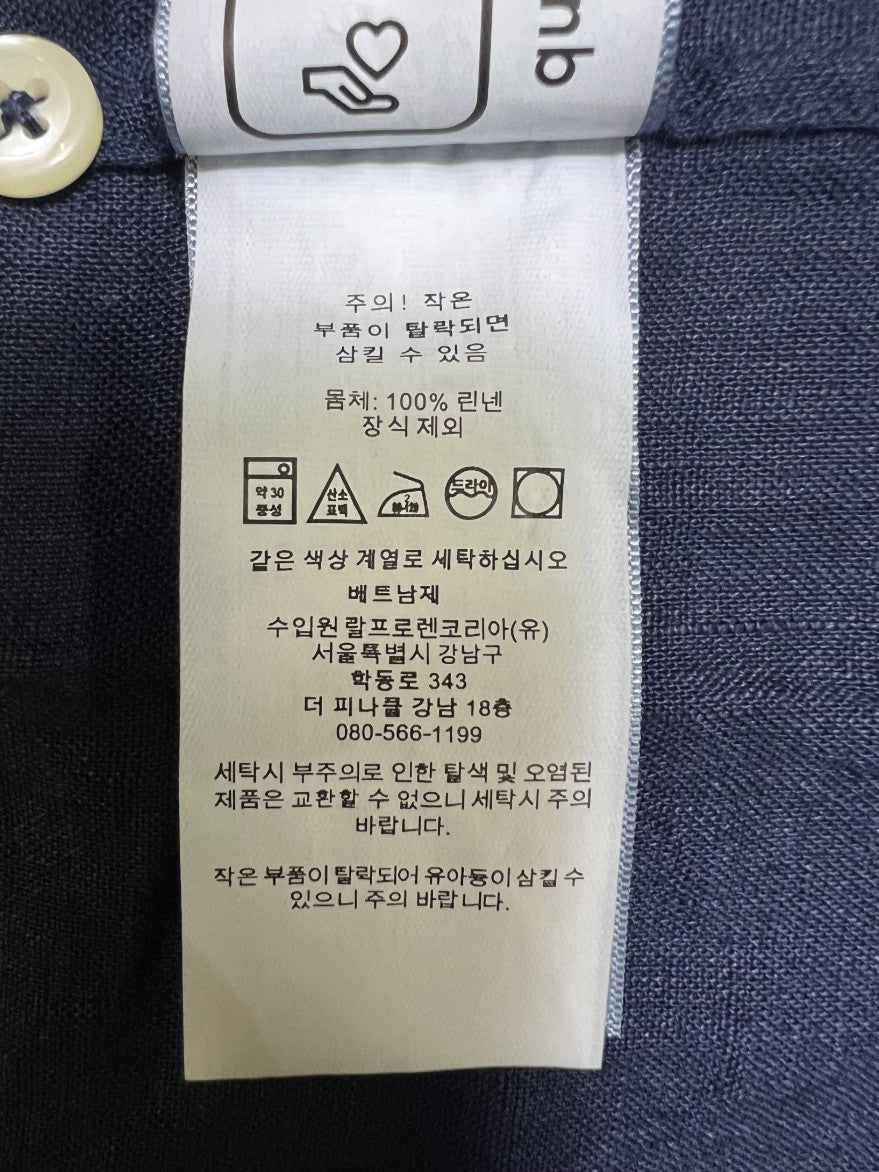 주의! 작은
부품이 탈락되면
삼킬 수 있음
몸체: 100% 린넨
장식 제외
약 30
중성
산소
표백
2
드라이
같은 색상 계열로 세탁하십시오
배트남제
수입원 랄프로렌코리아(유)
서울특별시 강남구
학동로 343
더 피나클 강남 18층
080-566-1199
세탁시 부주의로 인한 탈색 및 오염된
제품은 교환할 수 없으니 세탁시 주의
바랍니다.
작은 부품이 탈락되어 유아등이 삼킬 수
있으니 주의 바랍니다.